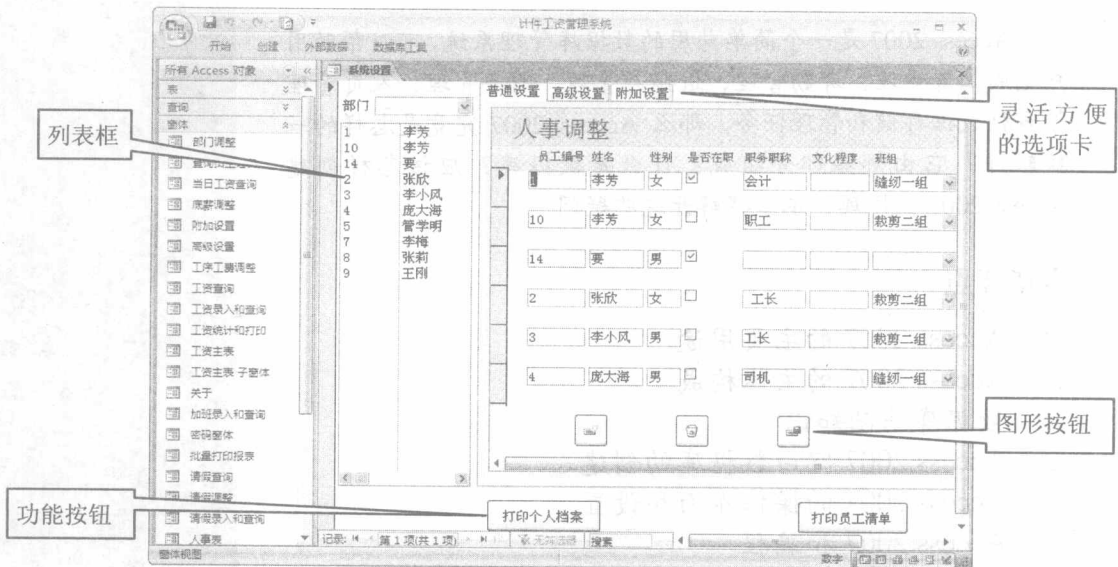 计件工资管理系统
开始 创建 外部数据 数据库工具
所有 Access 对象
表
查询
窗体
部门调整
当日工资查询
底薪调整
附加设置
高级设置
工序工薪调整
工资查询
工资录入和查询
工资统计和打印
工资主表
工资主表 子窗体
关于
加班录入和查询
密码窗体
批量打印报表
请假查询
请假调整
请假录入和查询
人事表
窗体视图
系统设置
部门
1 李芳
10 李芳
14 要
2 张欣
3 李小风
4 庞大海
5 管学明
7 李梅
8 张莉
9 王刚
普通设置 高级设置 附加设置
人事调整
员工编号 姓名 性别 是否在职 职务职称 文化程度 班组
李芳 女 会计 缝纫一组
10 李芳 女 职工 裁剪二组
14 要 男
2 张欣 女 工长 裁剪二组
3 李小风 男 工长 裁剪二组
4 庞大海 男 司机 缝纫一组
打印个人档案
打印员工清单
记录: 第 1 项(共 1 项) 无筛选器 搜索
数字
列表框
灵活方便
的选项卡
图形按钮
功能按钮